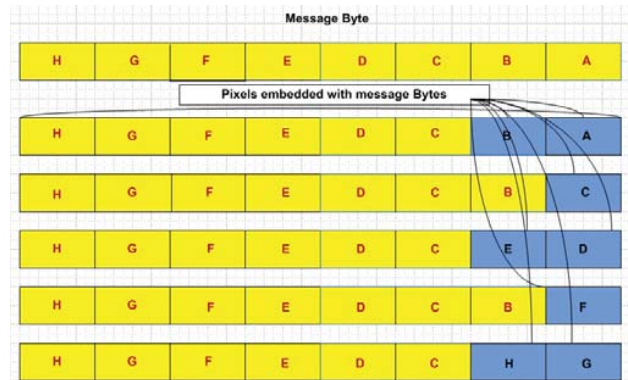 Message Byte
H G F E D C B A
Pixels embedded with message Bytes
H G F E D C B A
H G F E D C B C
H G F E D C E D
H G F E D C B F
H G F E D C H G